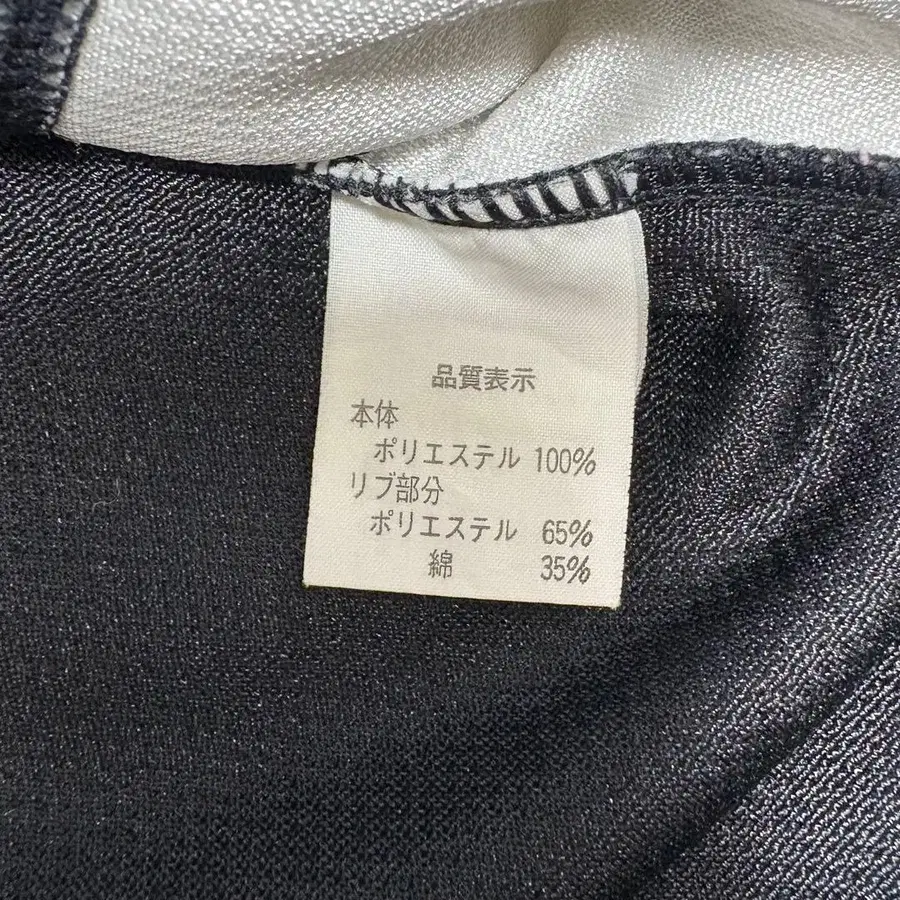 品質表示
本体
ポリエステル 100%
リブ部分
ポリエステル 65%
綿 35%